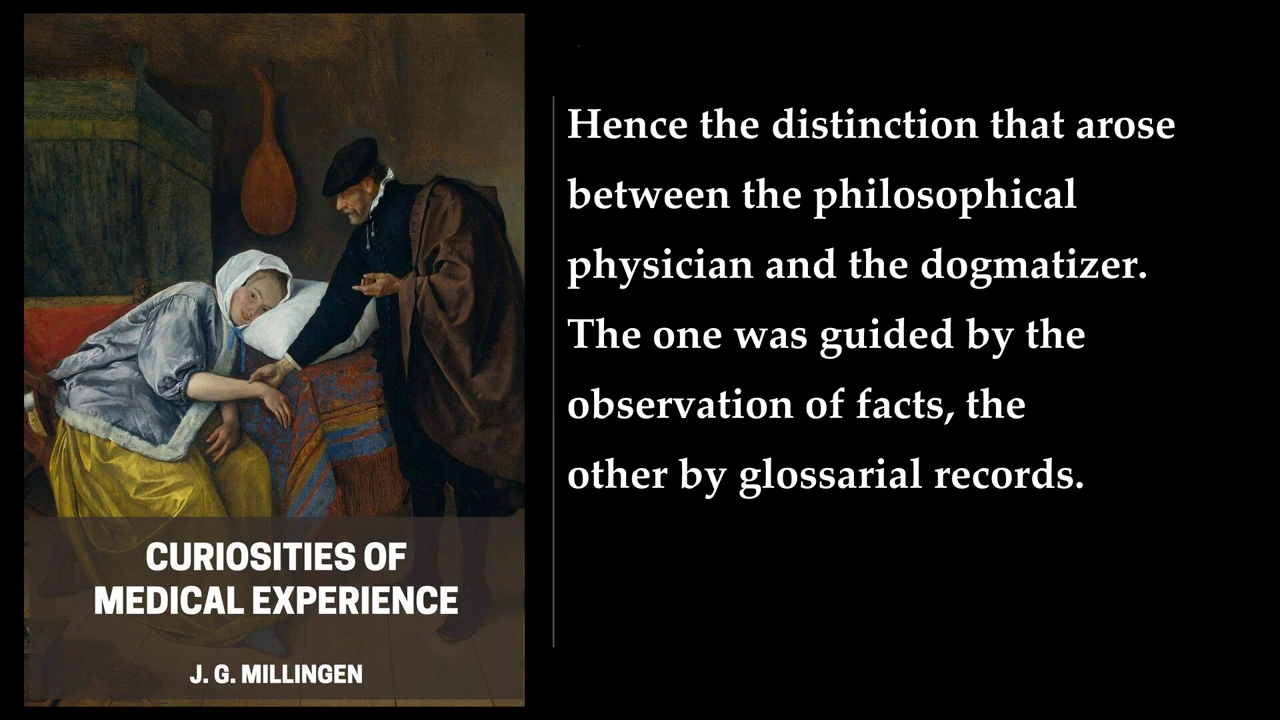 CURIOSITIES OF
MEDICAL EXPERIENCE
J. G. MILLINGEN
Hence the distinction that arose
between the philosophical
physician and the dogmatizer.
The one was guided by the
observation of facts, the
other by glossarial records.